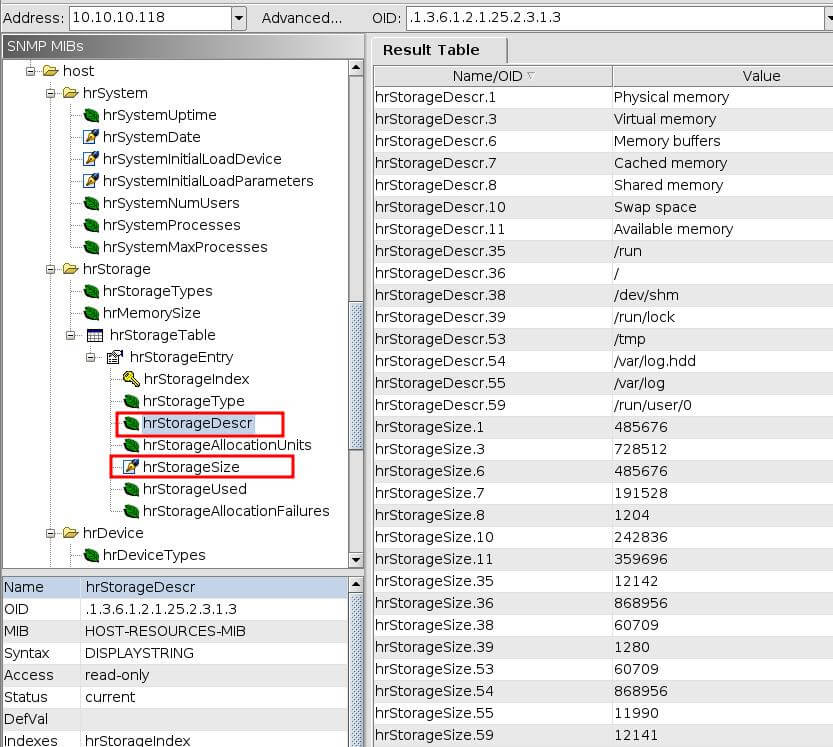 Address: 10.10.10.118 Advanced... OID: .1.3.6.1.2.1.25.2.3.1.3
SNMP MIBs
host
hrSystem
hrSystemUptime
hrSystemDate
hrSystemInitialLoadDevice
hrSystemInitialLoadParameters
hrSystemNumUsers
hrSystemProcesses
hrSystemMaxProcesses
hrStorage
hrStorageTypes
hrMemorySize
hrStorageTable
hrStorageEntry
hrStorageIndex
hrStorageType
hrStorageDescr
hrStorageAllocationUnits
hrStorageSize
hrStorageUsed
hrStorageAllocationFailures
hrDevice
hrDeviceTypes
Name hrStorageDescr
OID .1.3.6.1.2.1.25.2.3.1.3
MIB HOST-RESOURCES-MIB
Syntax DISPLAYSTRING
Access read-only
Status current
DefVal
Indexes hrStorageIndex
Result Table
Name/OID Value
hrStorageDescr.1 Physical memory
hrStorageDescr.3 Virtual memory
hrStorageDescr.6 Memory buffers
hrStorageDescr.7 Cached memory
hrStorageDescr.8 Shared memory
hrStorageDescr.10 Swap space
hrStorageDescr.11 Available memory
hrStorageDescr.35 /run
hrStorageDescr.36 /
hrStorageDescr.38 /dev/shm
hrStorageDescr.39 /run/lock
hrStorageDescr.53 /tmp
hrStorageDescr.54 /var/log.hdd
hrStorageDescr.55 /var/log
hrStorageDescr.59 /run/user/0
hrStorageSize.1 485676
hrStorageSize.3 728512
hrStorageSize.6 485676
hrStorageSize.7 191528
hrStorageSize.8 1204
hrStorageSize.10 242836
hrStorageSize.11 359696
hrStorageSize.35 12142
hrStorageSize.36 868956
hrStorageSize.38 60709
hrStorageSize.39 1280
hrStorageSize.53 60709
hrStorageSize.54 868956
hrStorageSize.55 11990
hrStorageSize.59 12141